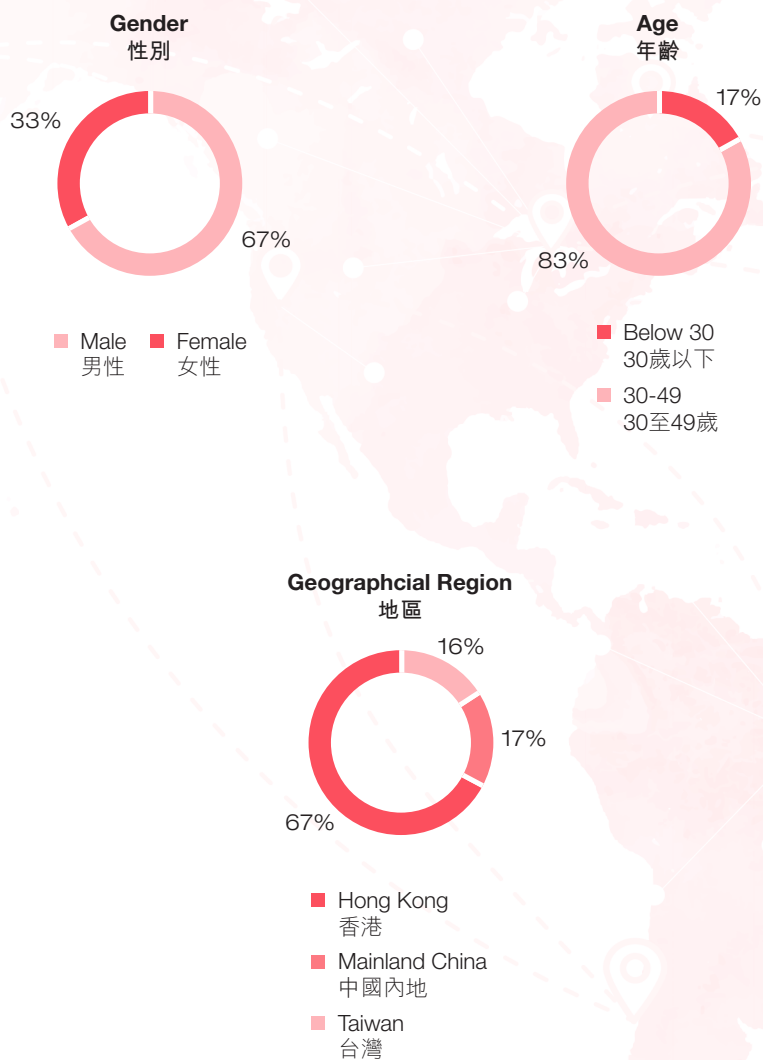 Gender
性別
33%
67%
Male
男性
Female
女性
Age
年齡
17%
83%
Below 30
30歲以下
30-49
30至49歲
Geographcial Region
地區
16%
17%
67%
Hong Kong
香港
Mainland China
中國內地
Taiwan
台灣